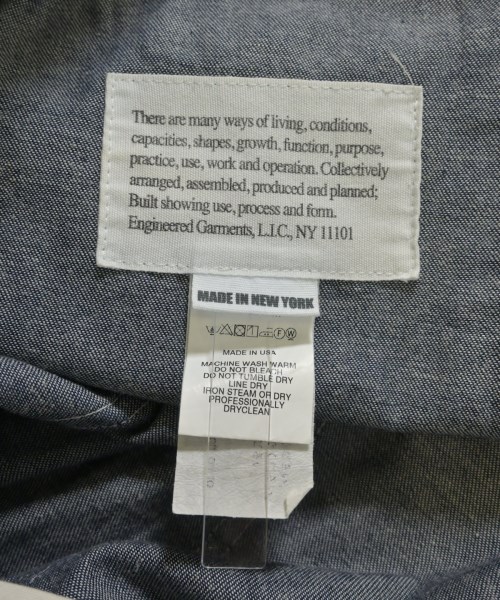 There are many ways of living, conditions,
capacities, shapes, growth, function, purpose,
practice, use, work and operation. Collectively
arranged, assembled, produced and planned;
Built showing use, process and form.
Engineered Garments, L.I.C., NY 11101
MADE IN NEW YORK
F W
MADE IN USA
MACHINE WASH WARM
DO NOT BLEACH
DO NOT TUMBLE DRY
LINE DRY
IRON STEAM OR DRY
PROFESSIONALLY
DRYCLEAN